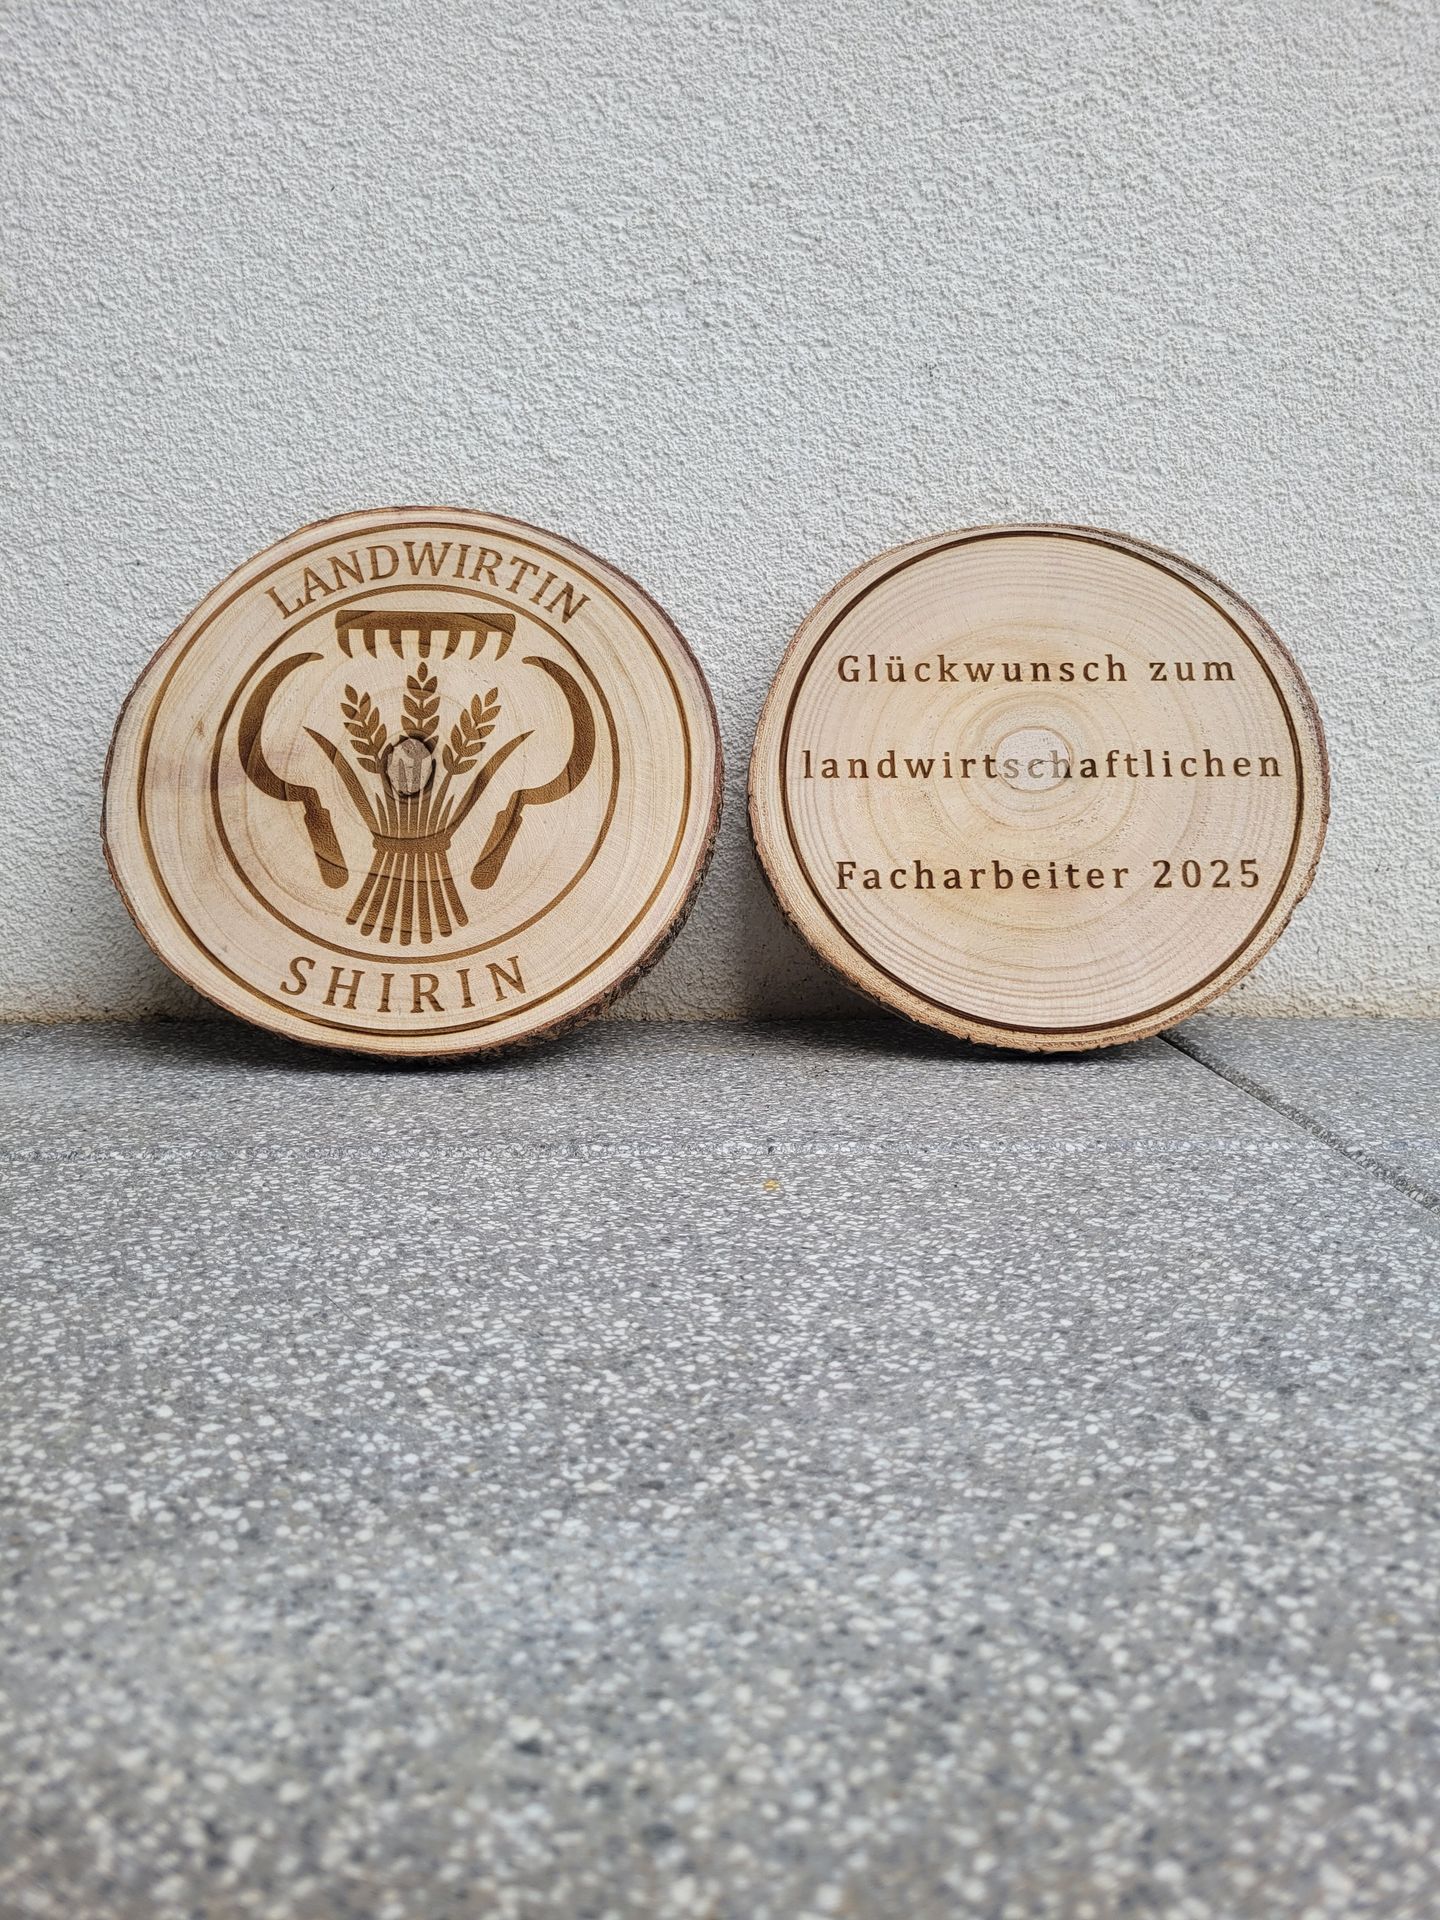 LANDWIRTIN
SHIRIN
Glückwunsch zum
landwirtschaftlichen
Facharbeiter 2025